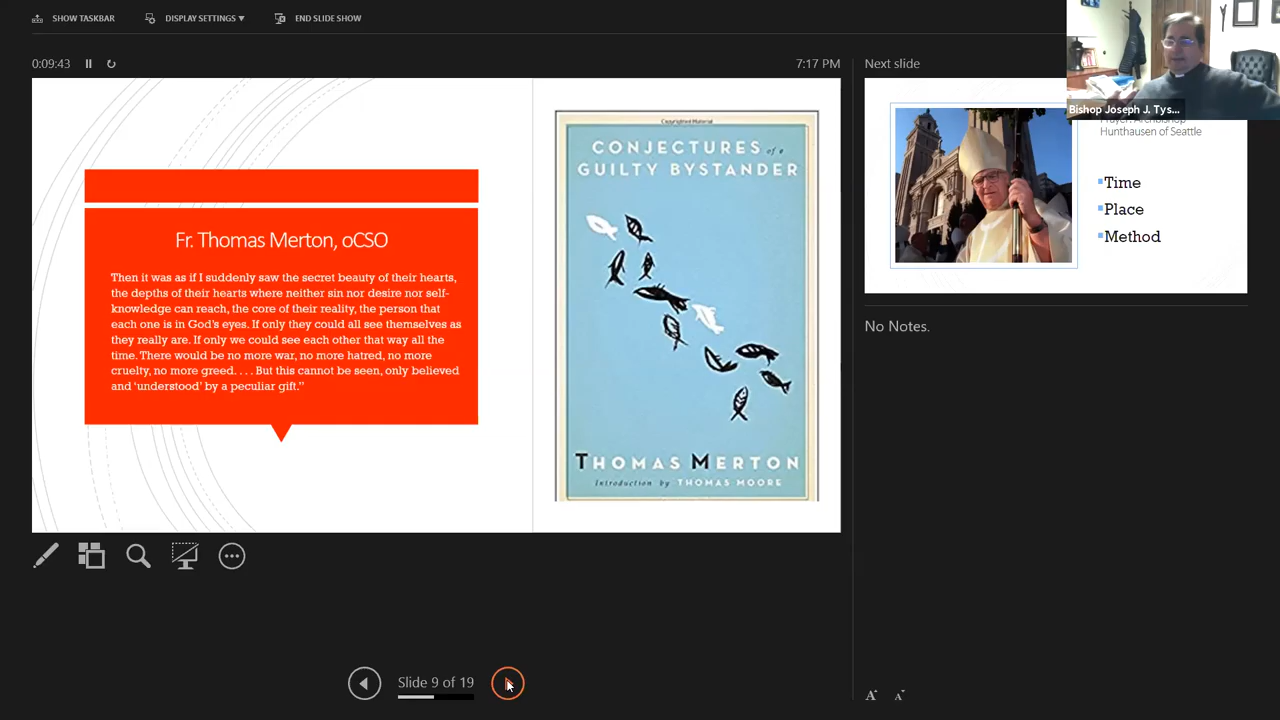 SHOW TASKBAR
DISPLAY SETTINGS
END SLIDE SHOW
0:09:43
7:17 PM
Fr. Thomas Merton, oCSO
Then it was as if I suddenly saw the secret beauty of their hearts,
the depths of their hearts where neither sin nor desire nor self-
knowledge can reach, the core of their reality, the person that
each one is in God's eyes. If only they could all see themselves as
they really are. If only we could see each other that way all the
time. There would be no more war, no more hatred, no more
cruelty, no more greed. . . . But this cannot be seen, only believed
and 'understood' by a peculiar gift."
Copyrighted Material
CONJECTURES of a
GUILTY BYSTANDER
THOMAS MERTON
Introduction by THOMAS MOORE
Next slide
Bishop Joseph J. Tys...
Prayer: Archbishop
Hunthausen of Seattle
Time
Place
Method
No Notes.
Slide 9 of 19
A
A